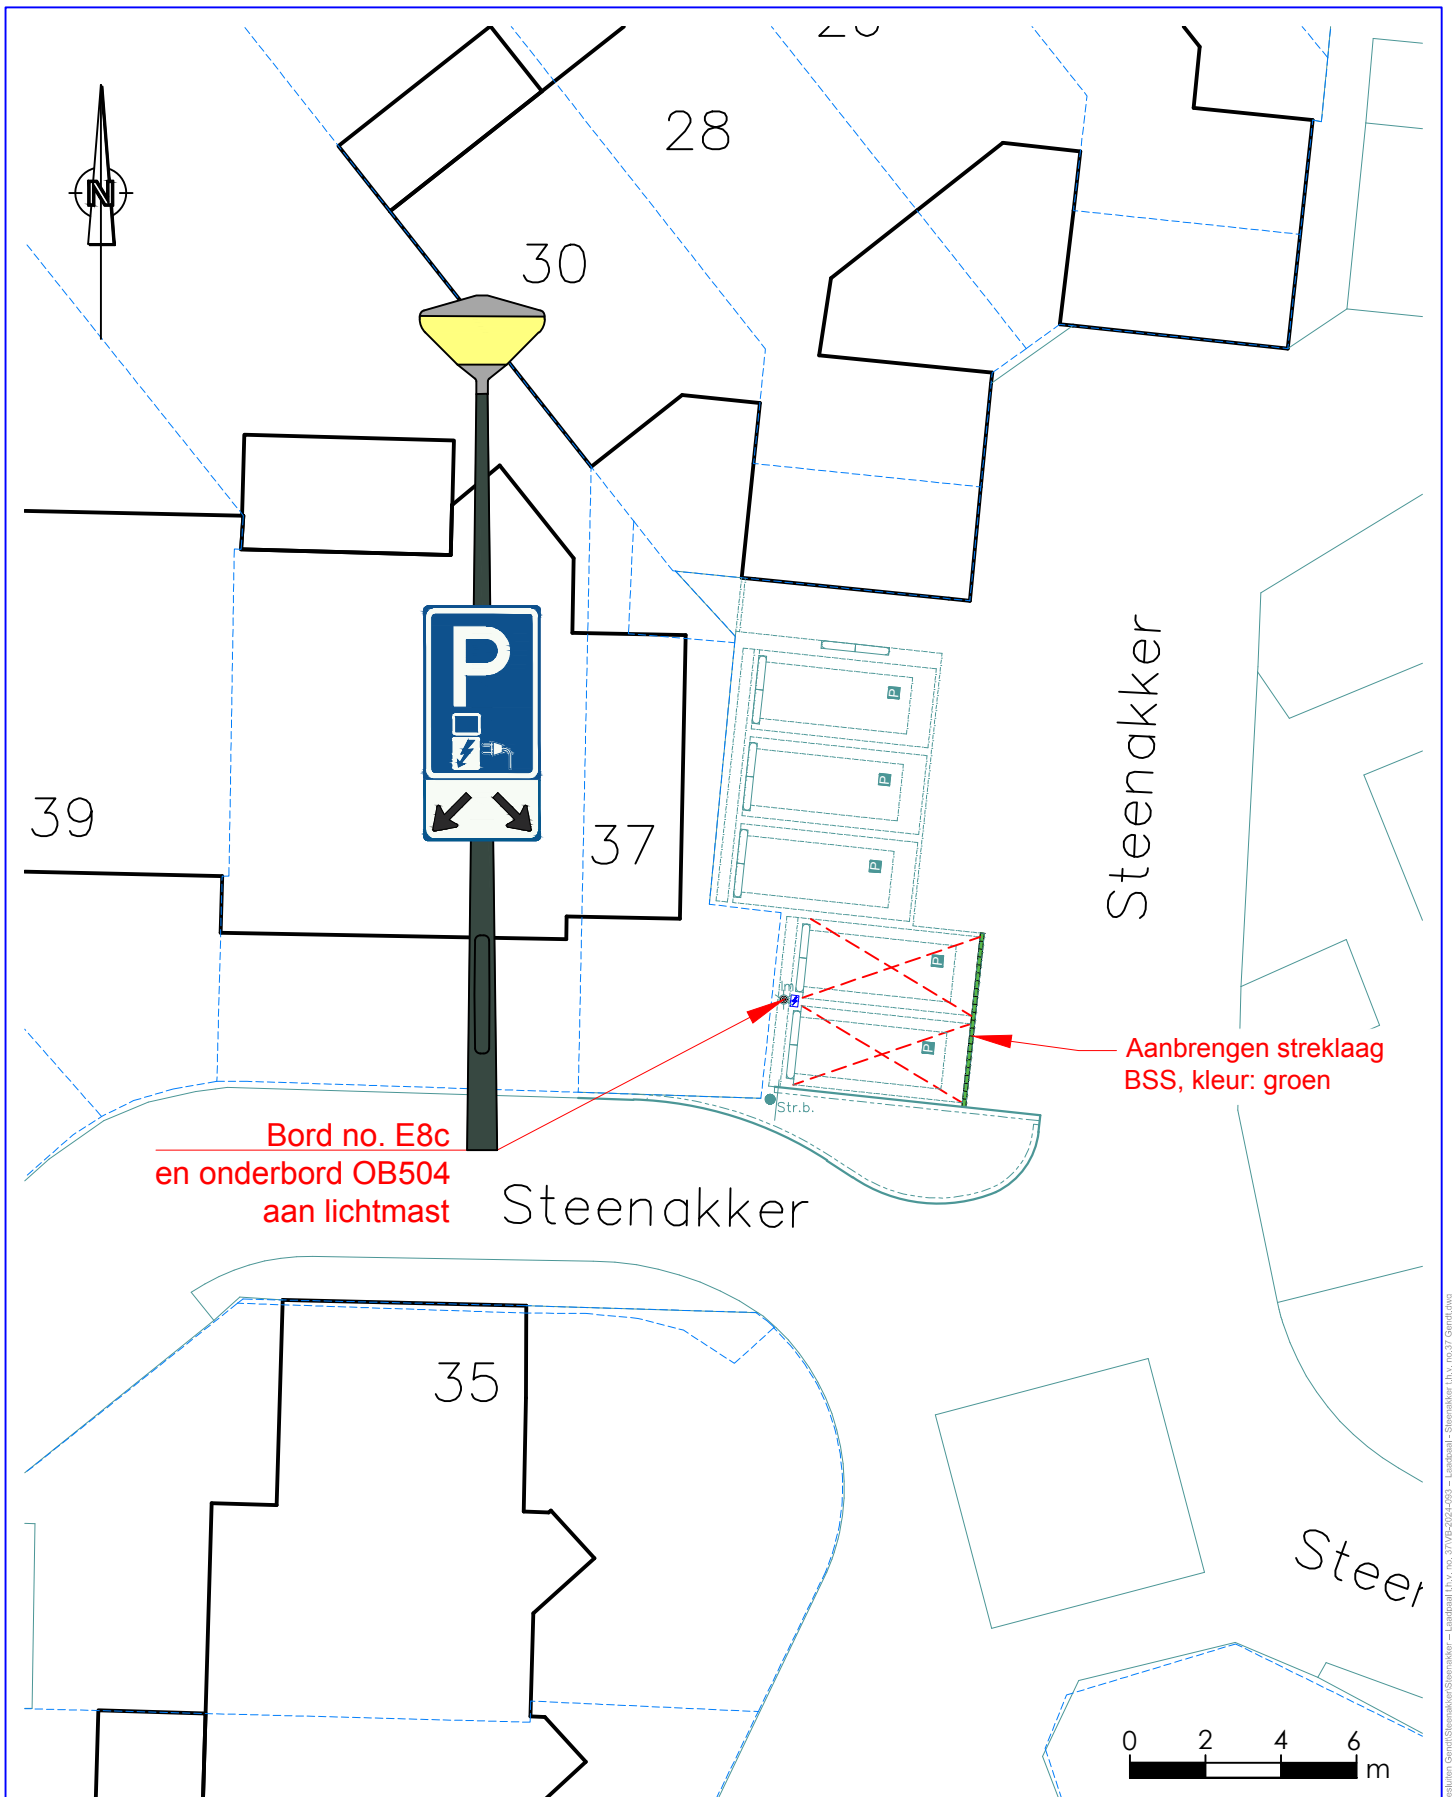 28
30
N
P
39
37
Steenakker
P
P
P
P
P
lm
Str.b.
Aanbrengen streklaag
BSS, kleur: groen
Bord no. E8c
en onderbord OB504
aan lichtmast
Steenakker
35
0 2 4 6
m